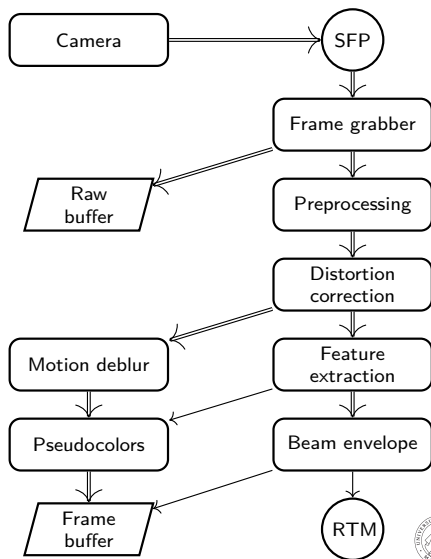 Camera
SFP
Frame grabber
Raw
buffer
Preprocessing
Distortion
correction
Motion deblur
Feature
extraction
Pseudocolors
Beam envelope
Frame
buffer
RTM